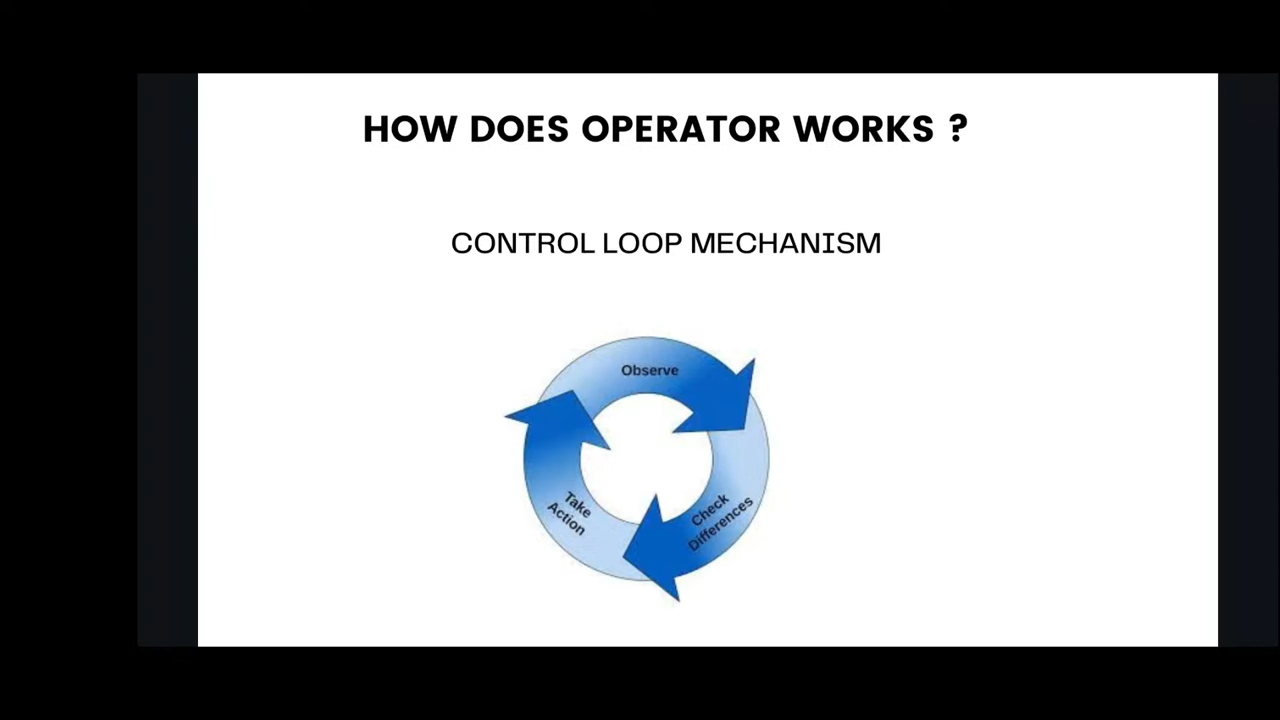 HOW DOES OPERATOR WORKS ?
CONTROL LOOP MECHANISM
Observe
Check
Differences
Take
Action